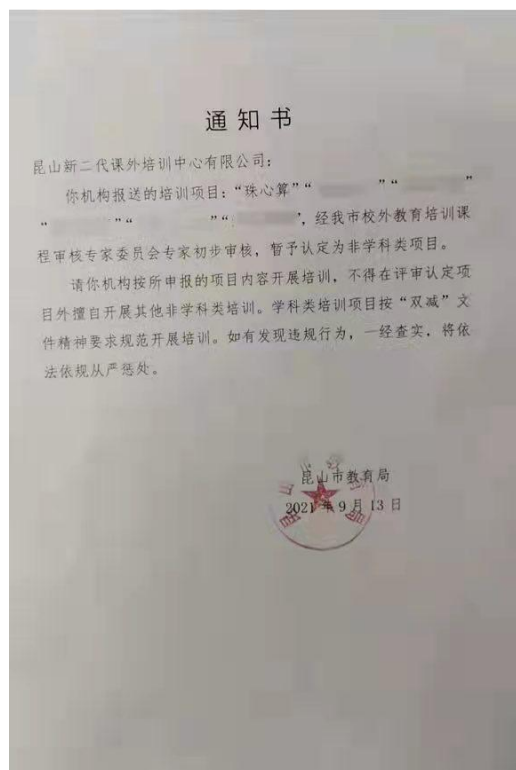 通知书
昆山新二代课外培训中心有限公司：
你机构报送的培训项目：“珠心算”“ ”“ ”
“ ”“ ”“ ”，经我市校外教育培训课
程审核专家委员会专家初步审核，暂予认定为非学科类项目。
请你机构按所申报的项目内容开展培训，不得在评审认定项
目外擅自开展其他非学科类培训。学科类培训项目按“双减”文
件精神要求规范开展培训。如有发现违规行为，一经查实，将依
法依规从严惩处。
昆山市教育局
2021年9月13日